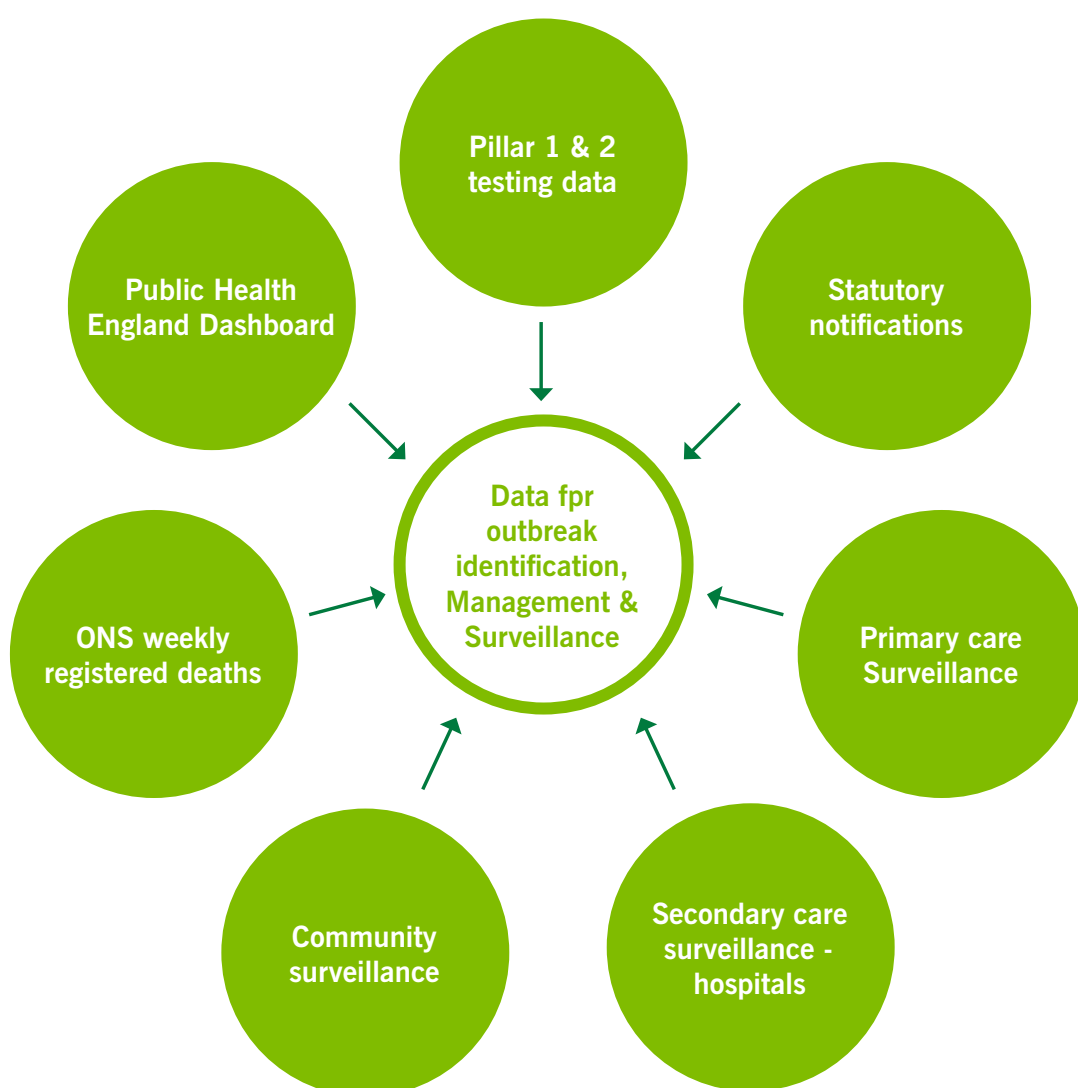 Pillar 1 & 2
testing data
Statutory
notifications
Primary care
Surveillance
Secondary care
surveillance -
hospitals
Community
surveillance
ONS weekly
registered deaths
Public Health
England Dashboard
Data fpr
outbreak
identification,
Management &
Surveillance